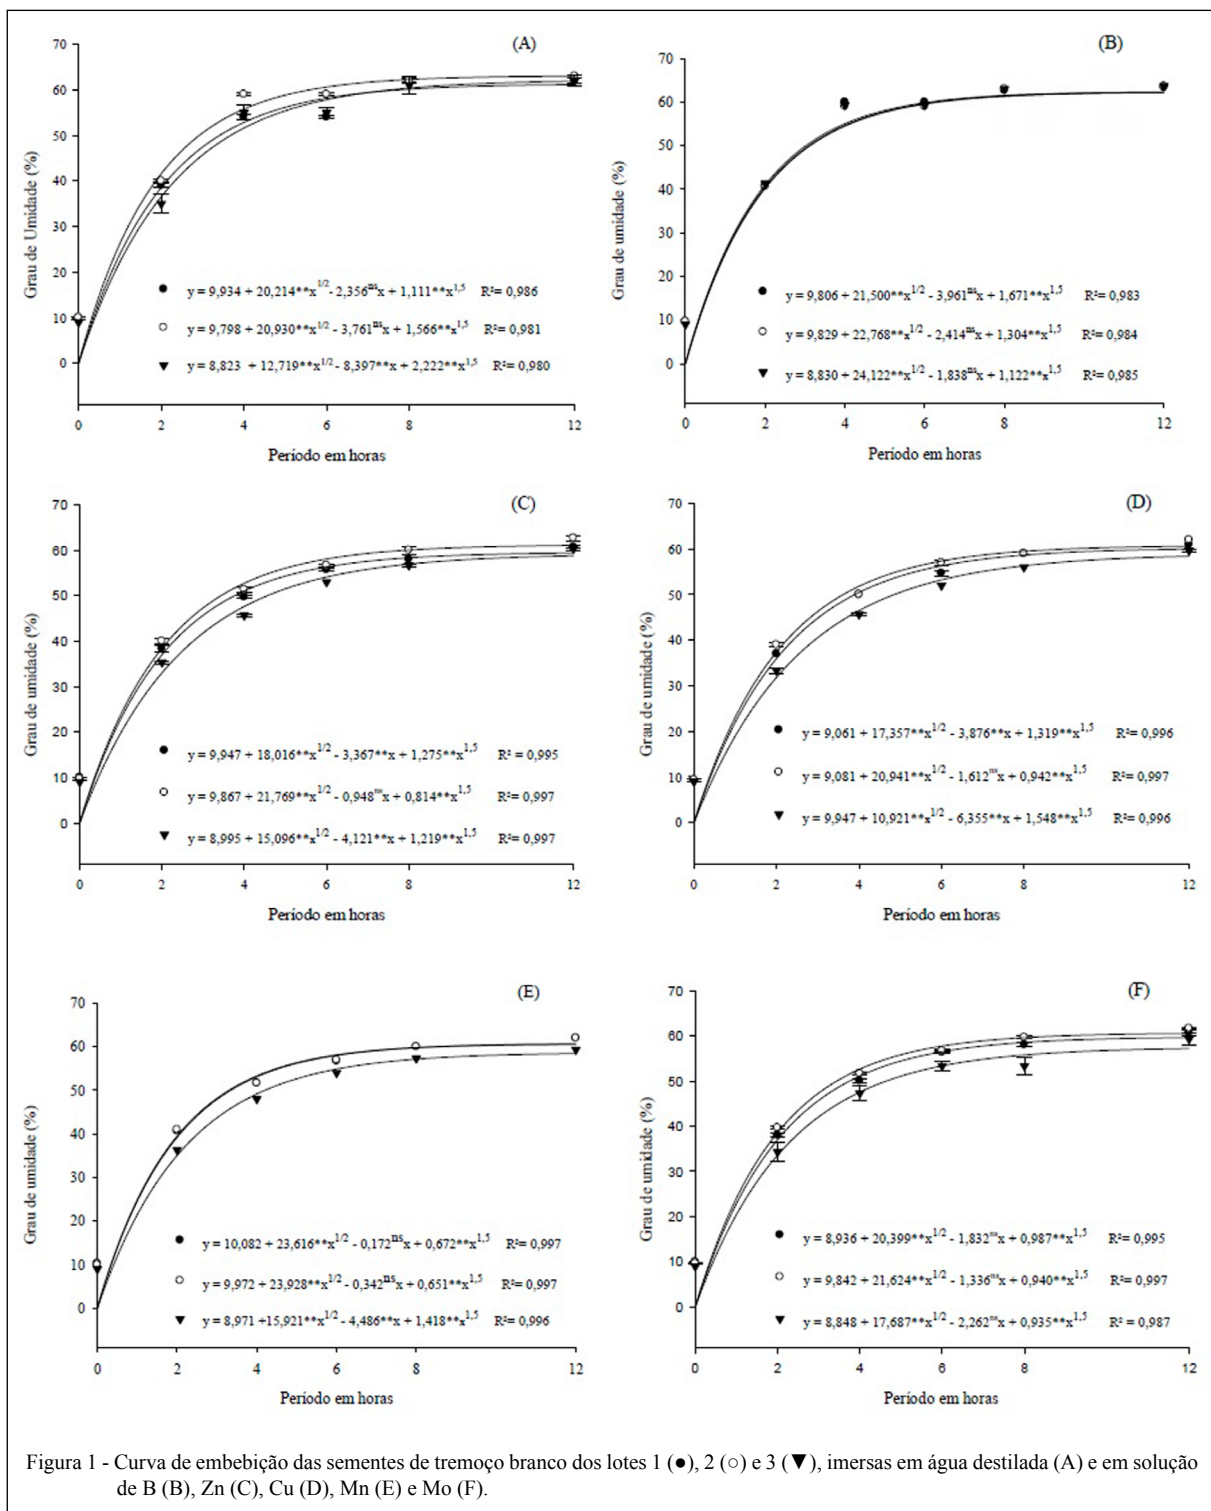 (A)
Grau de Umidade (%)
70
60
50
40
30
20
10
0
y = 9,934 + 20,214**x^1/2 - 2,356^ns x + 1,111**x^1,5 R²= 0,986
y = 9,798 + 20,930**x^1/2 - 3,761^ns x + 1,566**x^1,5 R²= 0,981
y = 8,823 + 12,719**x^1/2 - 8,397**x + 2,222**x^1,5 R²= 0,980
0 2 4 6 8 12
Período em horas
(B)
Grau de umidade (%)
70
60
50
40
30
20
10
0
y = 9,806 + 21,500**x^1/2 - 3,961^ns x + 1,671**x^1,5 R²= 0,983
y = 9,829 + 22,768**x^1/2 - 2,414^ns x + 1,304**x^1,5 R²= 0,984
y = 8,830 + 24,122**x^1/2 - 1,838^ns x + 1,122**x^1,5 R²= 0,985
0 2 4 6 8 12
Período em horas
(C)
Grau de umidade (%)
70
60
50
40
30
20
10
0
y = 9,947 + 18,016**x^1/2 - 3,367**x + 1,275**x^1,5 R² = 0,995
y = 9,867 + 21,769**x^1/2 - 0,948^ns x + 0,814**x^1,5 R²= 0,997
y = 8,995 + 15,096**x^1/2 - 4,121**x + 1,219**x^1,5 R²= 0,997
0 2 4 6 8 12
Período em horas
(D)
Grau de umidade (%)
70
60
50
40
30
20
10
0
y = 9,061 + 17,357**x^1/2 - 3,876**x + 1,319**x^1,5 R²= 0,996
y = 9,081 + 20,941**x^1/2 - 1,612^ns x + 0,942**x^1,5 R²= 0,997
y = 9,947 + 10,921**x^1/2 - 6,355**x + 1,548**x^1,5 R²= 0,996
0 2 4 6 8 12
Período em horas
(E)
Grau de umidade (%)
70
60
50
40
30
20
10
0
y = 10,082 + 23,616**x^1/2 - 0,172^ns x + 0,672**x^1,5 R²= 0,997
y = 9,972 + 23,928**x^1/2 - 0,342^ns x + 0,651**x^1,5 R²= 0,997
y = 8,971 +15,921**x^1/2 - 4,486**x + 1,418**x^1,5 R²= 0,996
0 2 4 6 8 12
Período em horas
(F)
Grau de umidade (%)
70
60
50
40
30
20
10
0
y = 8,936 + 20,399**x^1/2 - 1,832^ns x + 0,987**x^1,5 R²= 0,995
y = 9,842 + 21,624**x^1/2 - 1,336^ns x + 0,940**x^1,5 R²= 0,997
y = 8,848 + 17,687**x^1/2 - 2,262^ns x + 0,935**x^1,5 R² = 0,987
0 2 4 6 8 12
Período em horas
Figura 1 - Curva de embebição das sementes de tremoço branco dos lotes 1 (●), 2 (○) e 3 (▼), imersas em água destilada (A) e em solução
de B (B), Zn (C), Cu (D), Mn (E) e Mo (F).